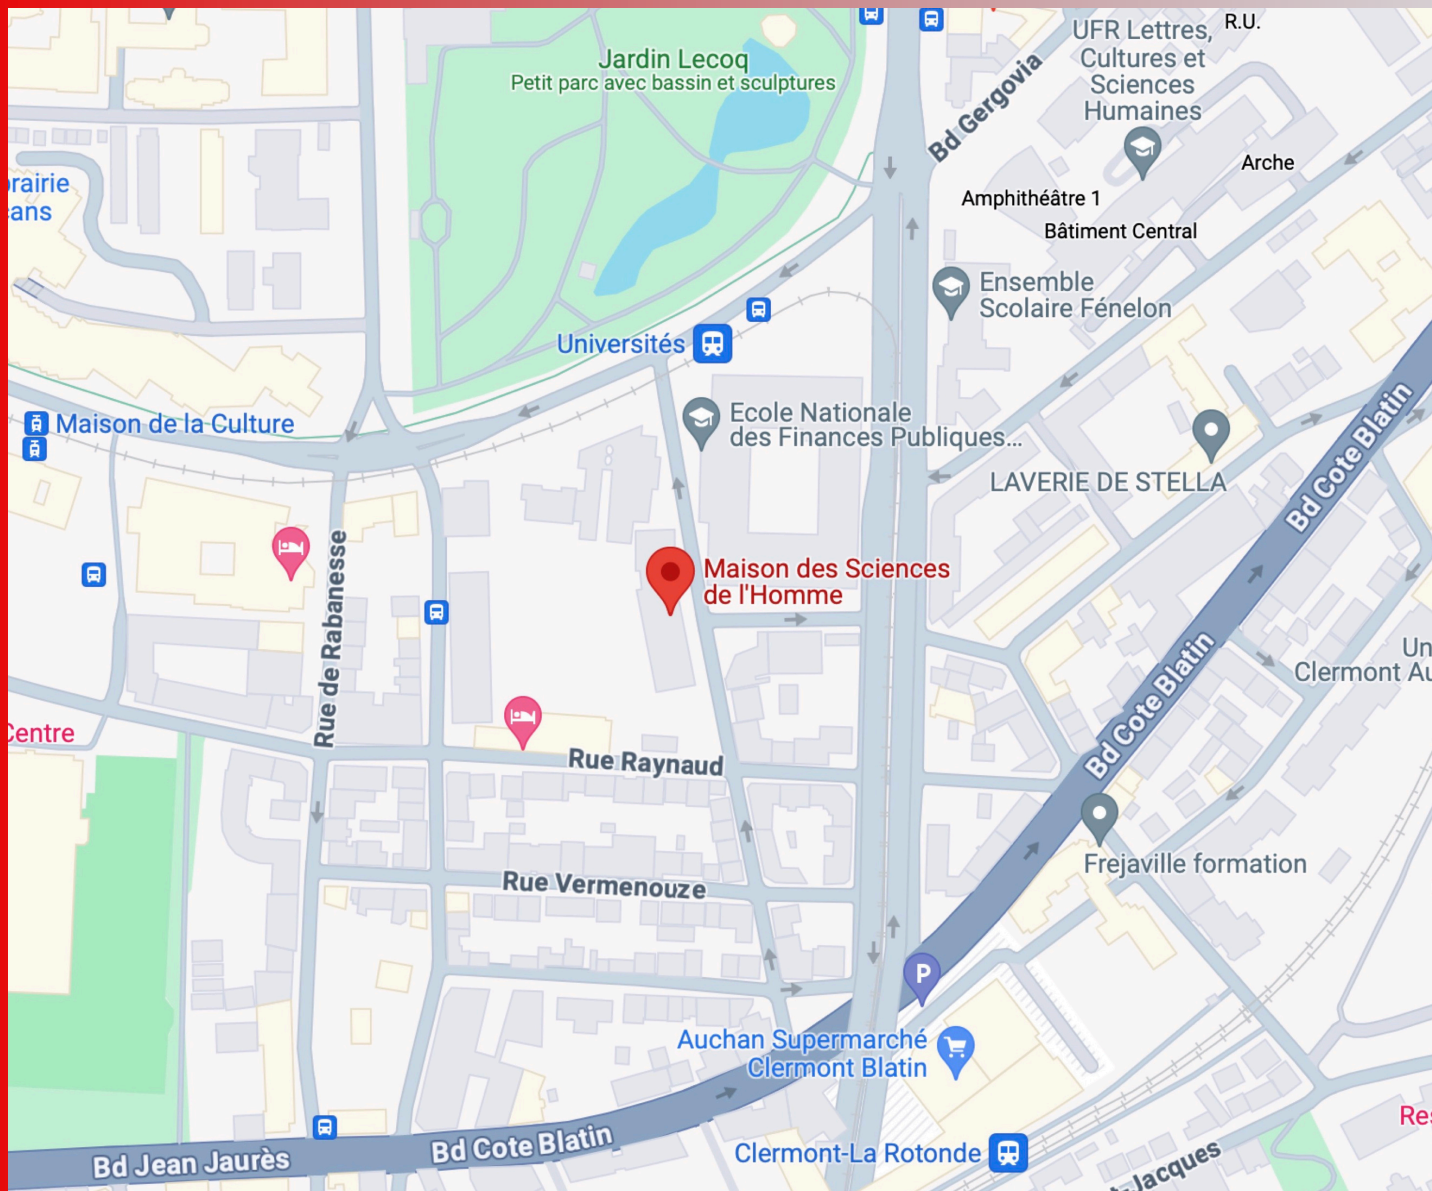 R.U.
UFR Lettres,
Cultures et
Sciences
Humaines
Jardin Lecoq
Petit parc avec bassin et sculptures
Bd Gergovia
Arche
Amphithéâtre 1
Bâtiment Central
Ensemble
Scolaire Fénelon
Universités
Maison de la Culture
Ecole Nationale
des Finances Publiques...
LAVERIE DE STELLA
Bd Cote Blatin
Maison des Sciences
de l'Homme
Rue de Rabanesse
Bd Cote Blatin
Clermont
Centre
Rue Raynaud
Frejaville formation
Rue Vermenouze
P
Auchan Supermarché
Clermont Blatin
Clermont-La Rotonde
Bd Cote Blatin
Bd Jean Jaurès
Jacques